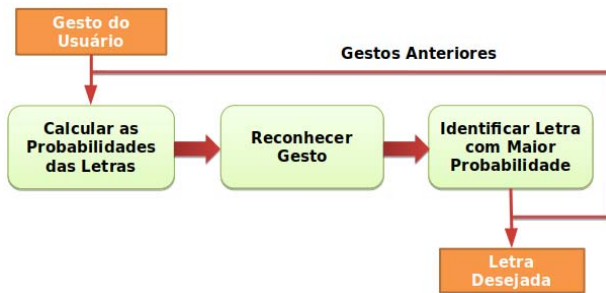 Gesto do
Usuário
Gestos Anteriores
Calcular as
Probabilidades
das Letras
Reconhecer
Gesto
Identificar Letra
com Maior
Probabilidade
Letra
Desejada